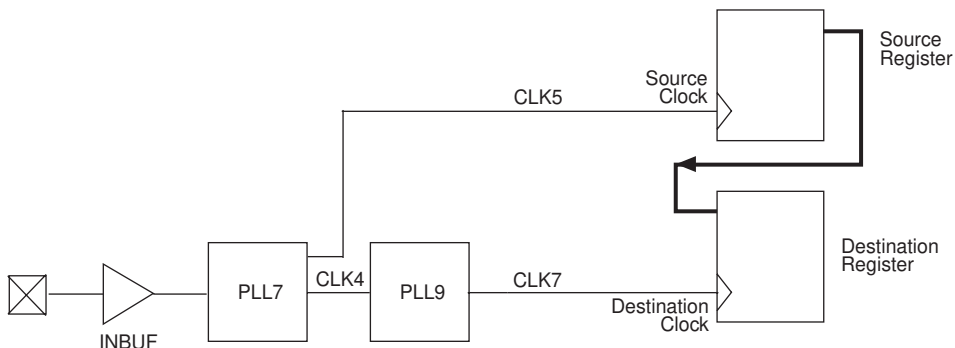 Source
Register
Source
Clock
CLK5
Destination
Register
PLL7
CLK4
PLL9
CLK7
Destination
Clock
INBUF